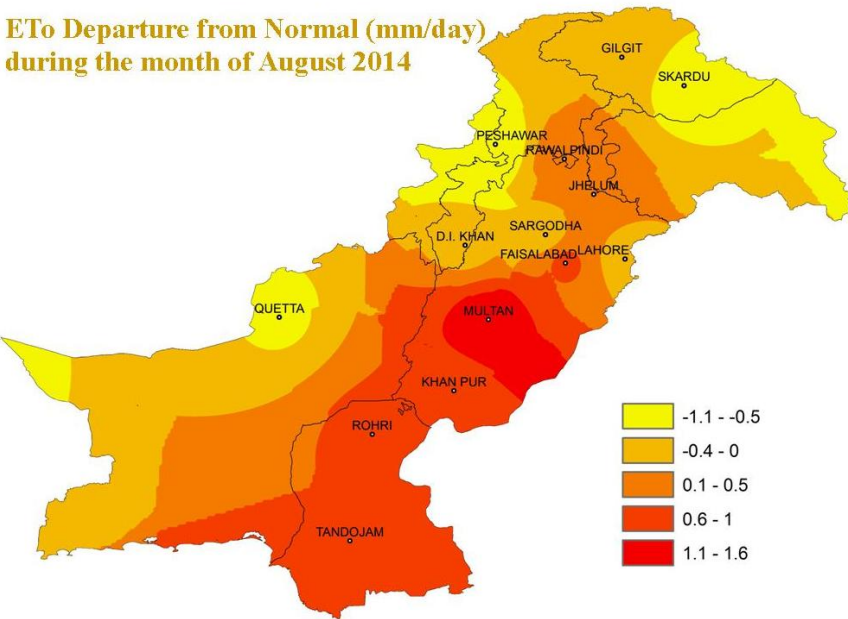 ETo Departure from Normal (mm/day)
during the month of August 2014
GILGIT
SKARDU
PESHAWAR
RAWALPINDI
JHELUM
SARGODHA
D.I. KHAN
FAISALABAD
LAHORE
QUETTA
MULTAN
KHAN PUR
ROHRI
TANDOJAM
-1.1 - -0.5
-0.4 - 0
0.1 - 0.5
0.6 - 1
1.1 - 1.6